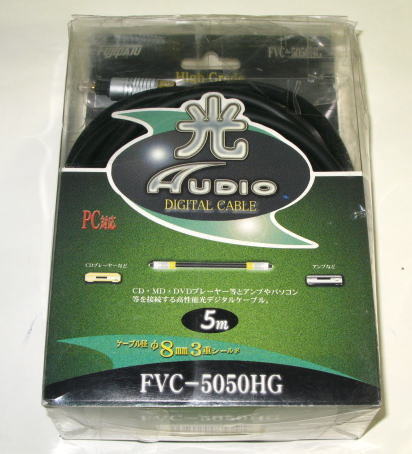 Fujiparts
FVC-5050HG
High Grade
光
AUDIO
DIGITAL CABLE
PC対応
CDプレーヤーなど
アンプなど
CD・MD・DVDプレーヤー等とアンプやパソコン
等を接続する高性能光デジタルケーブル。
5m
ケーブル径 φ8mm 3重シールド
FVC-5050HG
FVC-5050HG